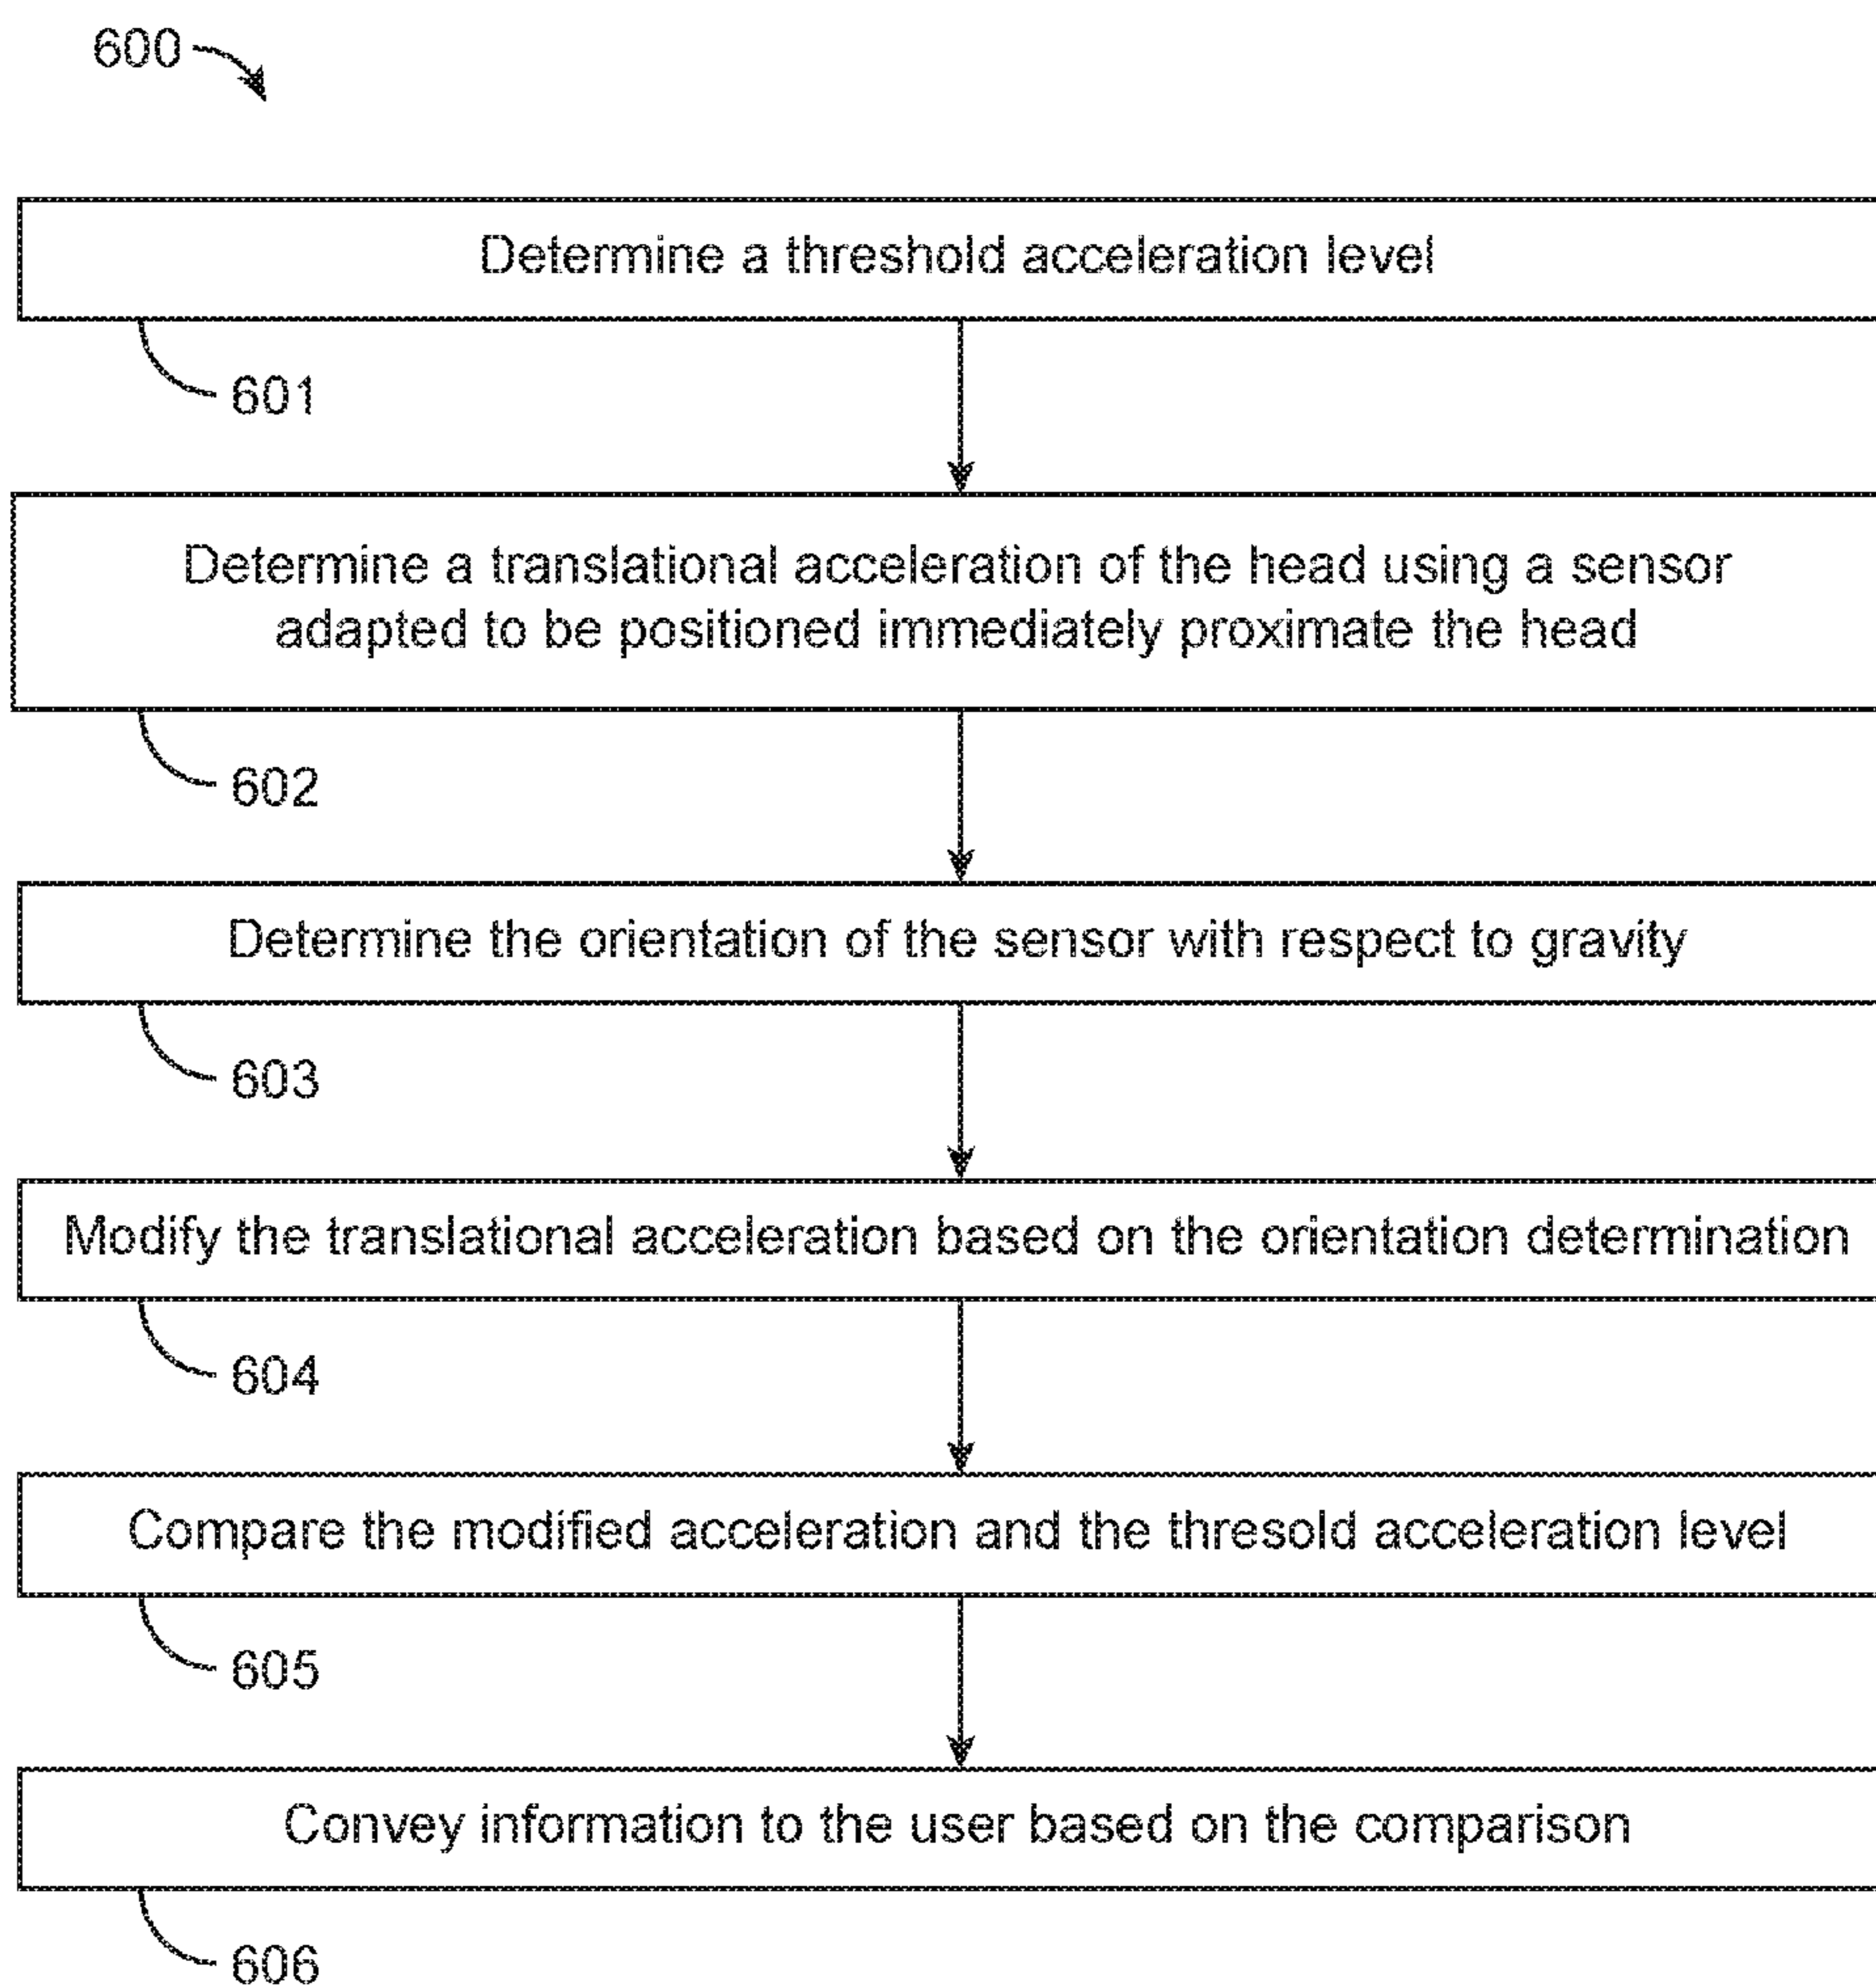 600
Determine a threshold acceleration level
601
Determine a translational acceleration of the head using a sensor
adapted to be positioned immediately proximate the head
602
Determine the orientation of the sensor with respect to gravity
603
Modify the translational acceleration based on the orientation determination
604
Compare the modified acceleration and the thresold acceleration level
605
Convey information to the user based on the comparison
606